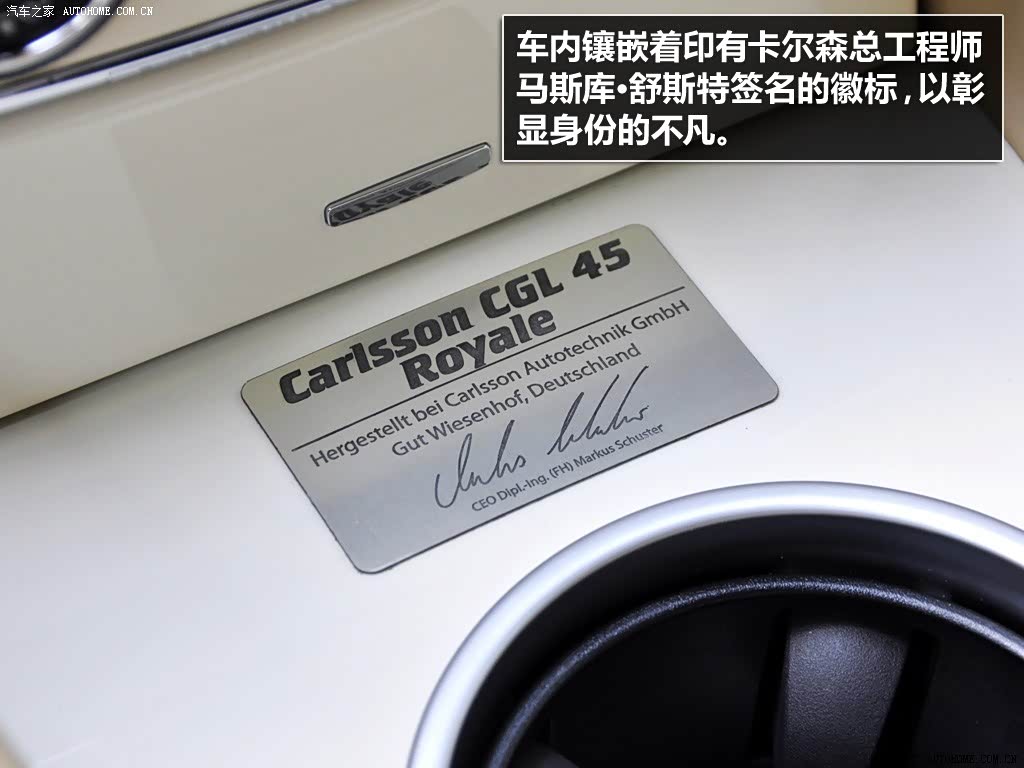 汽车之家 AUTOHOME.COM.CN
车内镶嵌着印有卡尔森总工程师
马斯库·舒斯特签名的徽标,以彰
显身份的不凡。
Carlsson CGL 45
Royale
Hergestellt bei Carlsson Autotechnik GmbH
Gut Wiesenhof, Deutschland
CEO Dipl.-Ing. (FH) Markus Schuster
AUTOHOME.COM.CN